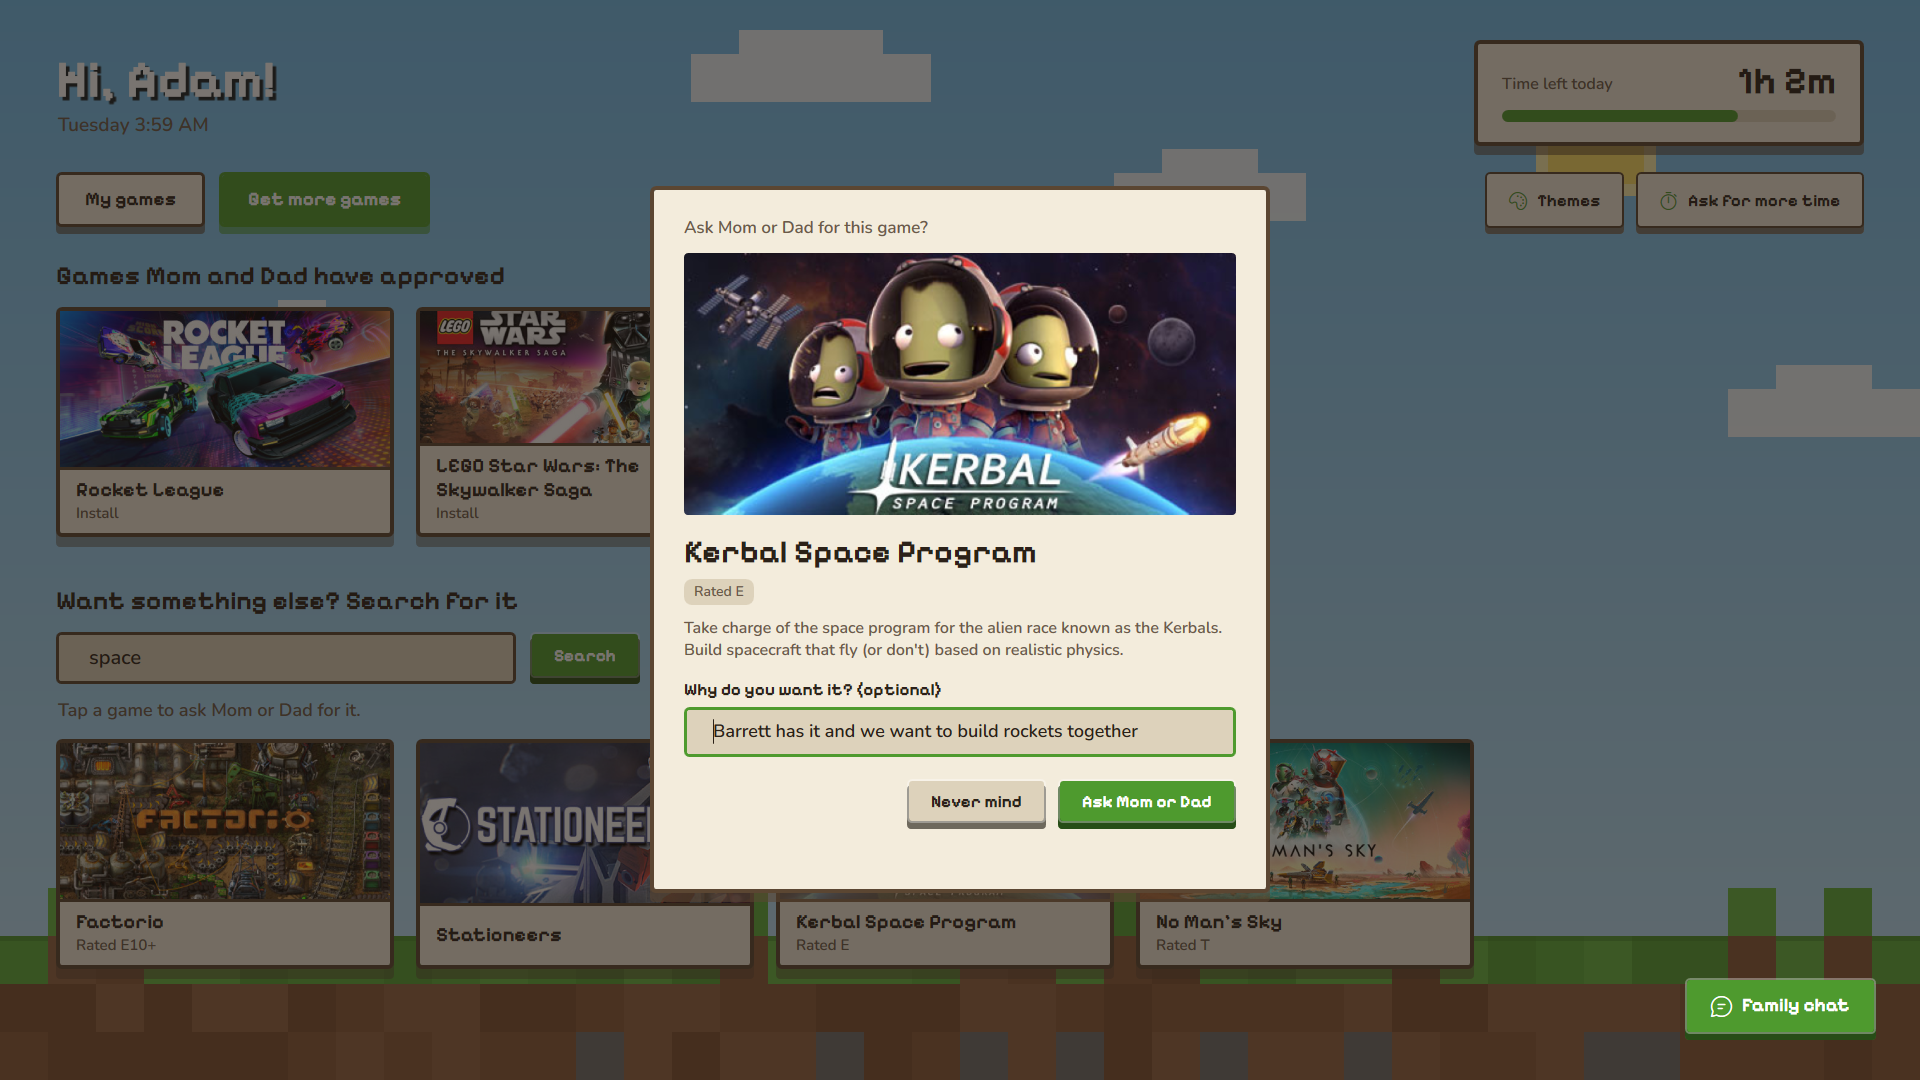 Hi, Adam!
Tuesday 3:59 AM
Time left today
1h 2m
My games
Get more games
Themes
Ask for more time
Games Mom and Dad have approved
ROCKET
LEAGUE
Rocket League
Install
LEGO
STAR
WARS
THE SKYWALKER SAGA
LEGO Star Wars: The
Skywalker Saga
Install
Want something else? Search for it
space
Search
Tap a game to ask Mom or Dad for it.
FACTORIO
Factorio
Rated E10+
STATIONEE
Stationeers
Kerbal Space Program
Rated E
MAN'S SKY
No Man's Sky
Rated T
Ask Mom or Dad for this game?
KERBAL
SPACE PROGRAM
Kerbal Space Program
Rated E
Take charge of the space program for the alien race known as the Kerbals.
Build spacecraft that fly (or don't) based on realistic physics.
Why do you want it? (optional)
Barrett has it and we want to build rockets together
Never mind
Ask Mom or Dad
Family chat